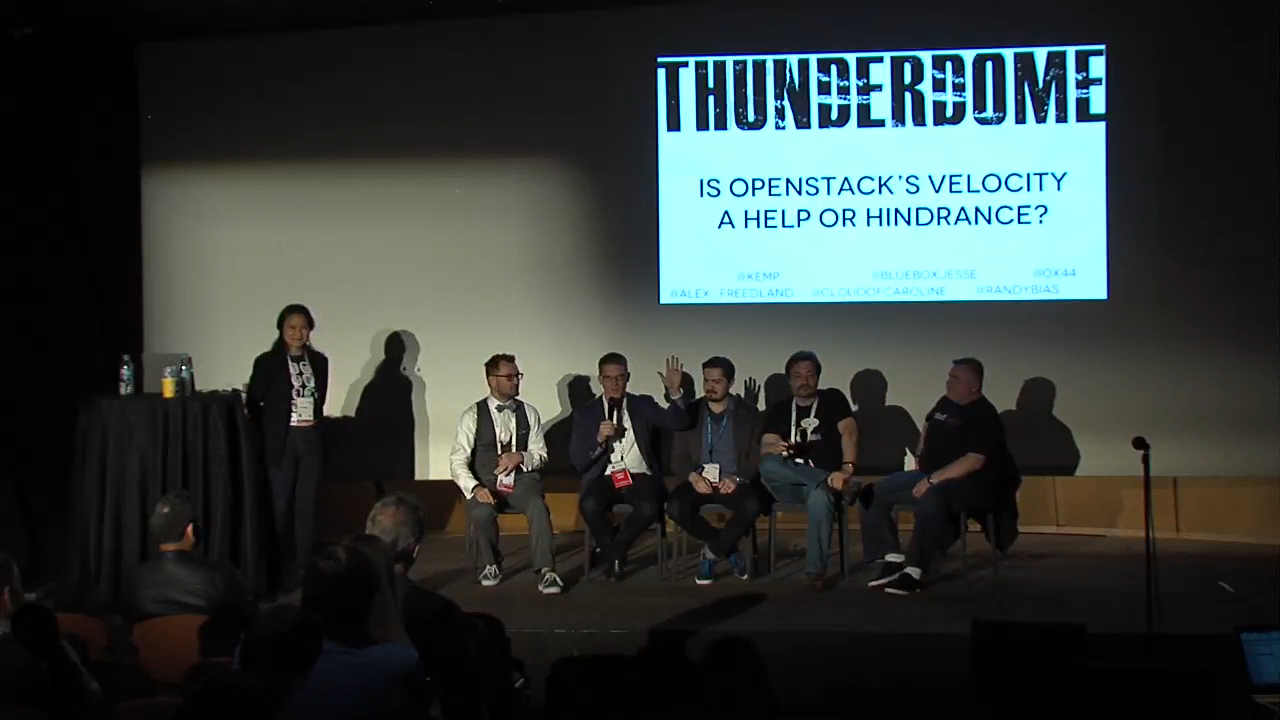 THUNDERDOME
IS OPENSTACK'S VELOCITY
A HELP OR HINDRANCE?
@KEMP @BLUEBOXJESSE @0X44
@ALEX_FREEDLAND @CLOUDOFCAROLINE @RANDYBIAS